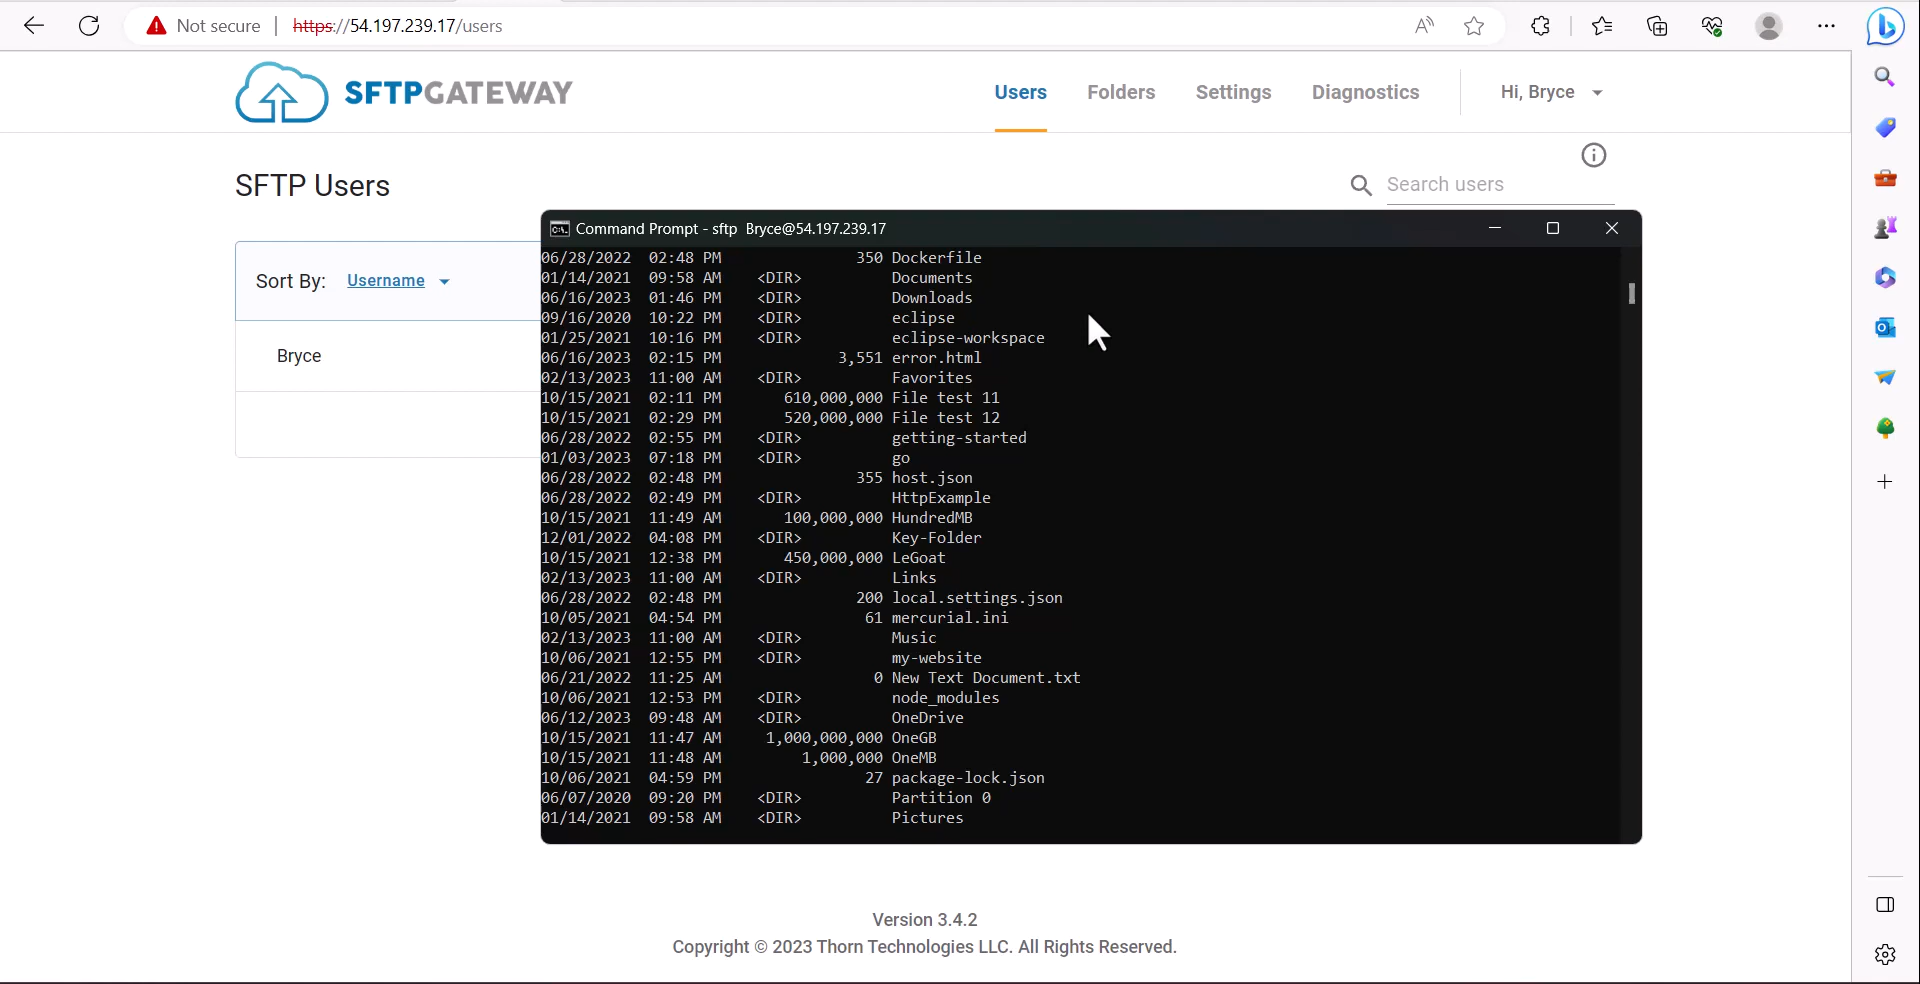 Not secure | https://54.197.239.17/users
SFTPGATEWAY
Users Folders Settings Diagnostics Hi, Bryce
SFTP Users
Search users
Sort By: Username
Bryce
Command Prompt - sftp Bryce@54.197.239.17
06/28/2022 02:48 PM 350 Dockerfile
01/14/2021 09:58 AM <DIR> Documents
06/16/2023 01:46 PM <DIR> Downloads
09/16/2020 10:22 PM <DIR> eclipse
01/25/2021 10:16 PM <DIR> eclipse-workspace
06/16/2023 02:15 PM 3,551 error.html
02/13/2023 11:00 AM <DIR> Favorites
10/15/2021 02:11 PM 610,000,000 File test 11
10/15/2021 02:29 PM 520,000,000 File test 12
06/28/2022 02:55 PM <DIR> getting-started
01/03/2023 07:18 PM <DIR> go
06/28/2022 02:48 PM 355 host.json
06/28/2022 02:49 PM <DIR> HttpExample
10/15/2021 11:49 AM 100,000,000 HundredMB
12/01/2022 04:08 PM <DIR> Key-Folder
10/15/2021 12:38 PM 450,000,000 LeGoat
02/13/2023 11:00 AM <DIR> Links
06/28/2022 02:48 PM 200 local.settings.json
10/05/2021 04:54 PM 61 mercurial.ini
02/13/2023 11:00 AM <DIR> Music
10/06/2021 12:55 PM <DIR> my-website
06/21/2022 11:25 AM 0 New Text Document.txt
10/06/2021 12:53 PM <DIR> node_modules
06/12/2023 09:48 AM <DIR> OneDrive
10/15/2021 11:47 AM 1,000,000,000 OneGB
10/15/2021 11:48 AM 1,000,000 OneMB
10/06/2021 04:59 PM 27 package-lock.json
06/07/2020 09:20 PM <DIR> Partition 0
01/14/2021 09:58 AM <DIR> Pictures
Version 3.4.2
Copyright © 2023 Thorn Technologies LLC. All Rights Reserved.